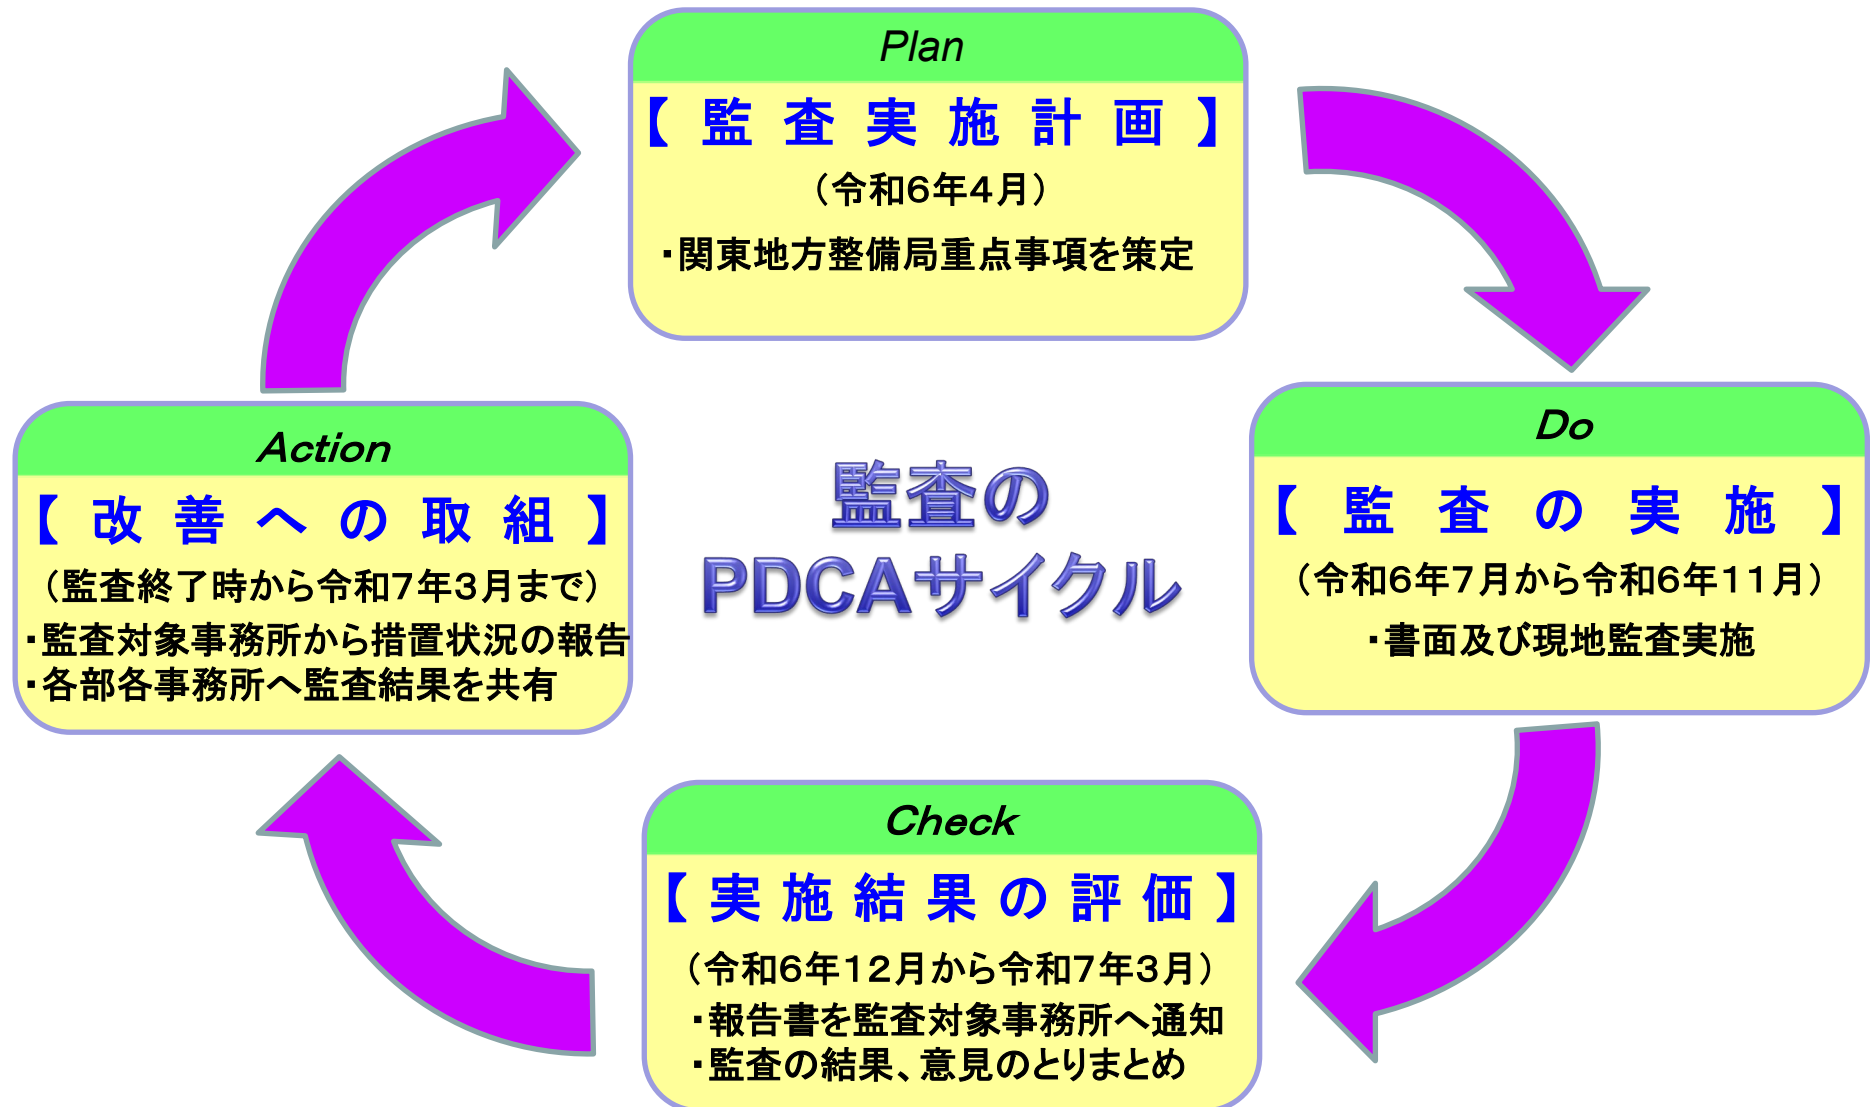 Plan
【監査実施計画】
（令和6年4月）
・関東地方整備局重点事項を策定
Do
【監査の実施】
（令和6年7月から令和6年11月）
・書面及び現地監査実施
Check
【実施結果の評価】
（令和6年12月から令和7年3月）
・報告書を監査対象事務所へ通知
・監査の結果、意見のとりまとめ
Action
【改善への取組】
（監査終了時から令和7年3月まで）
・監査対象事務所から措置状況の報告
・各部各事務所へ監査結果を共有
監査の
PDCAサイクル